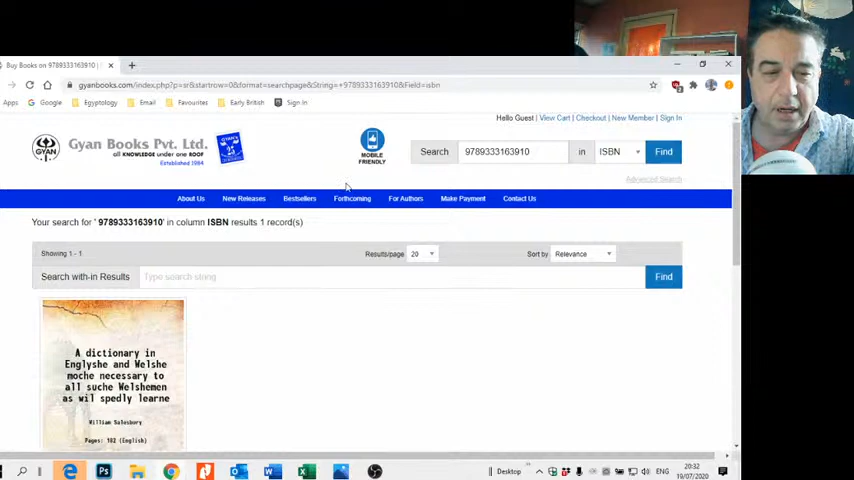 Buy Books on 9789333163910 |
gyanbooks.com/index.php?p=sr&startrow=0&format=searchpage&String=+9789333163910&Field=isbn
Apps Google Egyptology Email Favourites Early British Sign In
Hello Guest | View Cart | Checkout | New Member | Sign In
GYAN
Gyan Books Pvt. Ltd.
all KNOWLEDGE under one ROOF
Established 1984
MOBILE
FRIENDLY
Search 9789333163910 in ISBN Find
Advanced Search
About Us New Releases Bestsellers Forthcoming For Authors Make Payment Contact Us
Your search for ' 9789333163910' in column ISBN results 1 record(s)
Showing 1 - 1 Results/page 20 Sort by Relevance
Search with-in Results Type search string Find
A dictionary in
Englyshe and Welshe
moche necessary to
all suche Welshemen
as wil spedly learne
William Salesbury
Pages: 182 (English)
Desktop ENG 20:32
19/07/2020